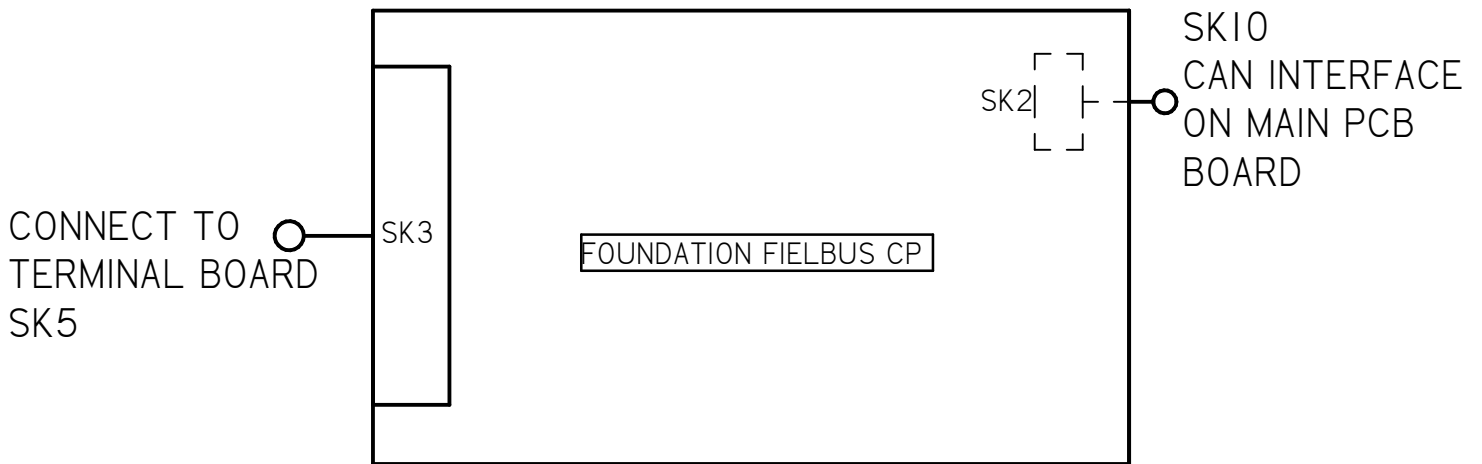 SK10
CAN INTERFACE
ON MAIN PCB
BOARD
SK2
CONNECT TO
TERMINAL BOARD
SK5
SK3
FOUNDATION FIELBUS CP